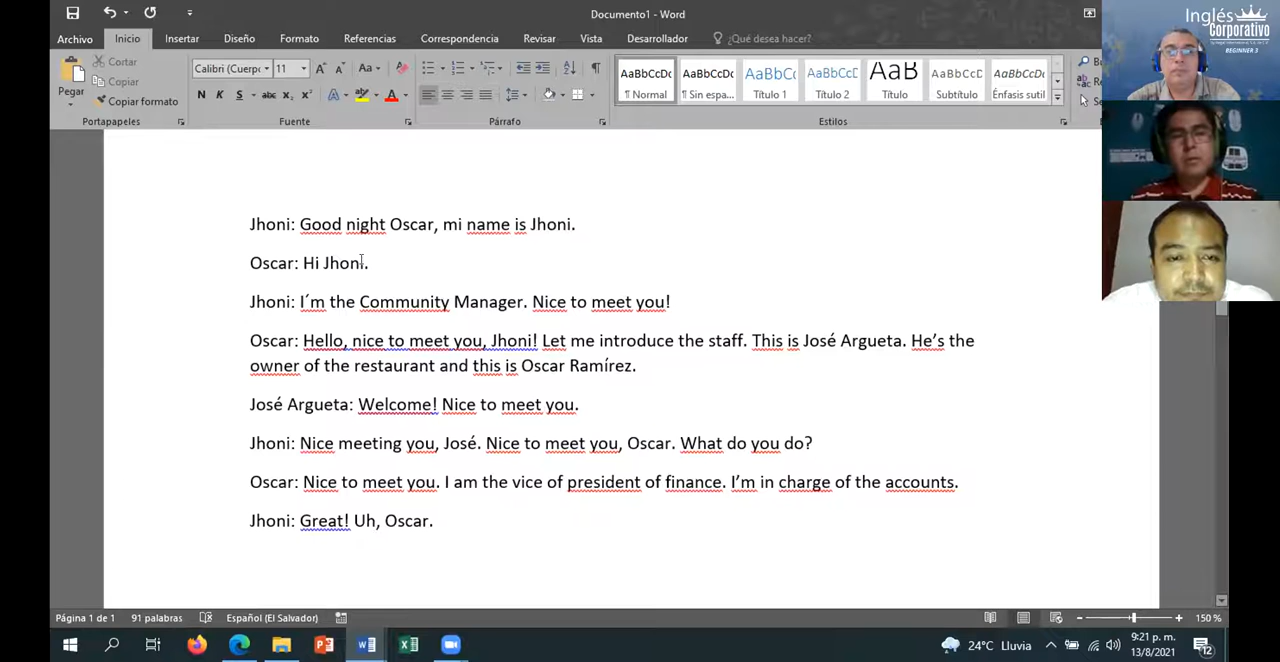 Documento1 - Word
Archivo Inicio Insertar Diseño Formato Referencias Correspondencia Revisar Vista Desarrollador ¿Qué desea hacer?
Inglés
Corporativo
BEGINNER 3
Pegar
Cortar
Copiar
Copiar formato
Portapapeles
Calibri (Cuerpo 11
N K S abc x₂ x²
Fuente
Párrafo
AaBbCcDc AaBbCcDc AaBbCc AaBbCcD AaB AaBbCcD AaBbCcDc
¶ Normal ¶ Sin espa... Título 1 Título 2 Título Subtítulo Énfasis sutil
Estilos
Jhoni: Good night Oscar, mi name is Jhoni.
Oscar: Hi Jhoni.
Jhoni: I´m the Community Manager. Nice to meet you!
Oscar: Hello, nice to meet you, Jhoni! Let me introduce the staff. This is José Argueta. He’s the
owner of the restaurant and this is Oscar Ramírez.
José Argueta: Welcome! Nice to meet you.
Jhoni: Nice meeting you, José. Nice to meet you, Oscar. What do you do?
Oscar: Nice to meet you. I am the vice of president of finance. I’m in charge of the accounts.
Jhoni: Great! Uh, Oscar.
Página 1 de 1 91 palabras Español (El Salvador) 150 %
24°C Lluvia
9:21 p. m.
13/8/2021
12